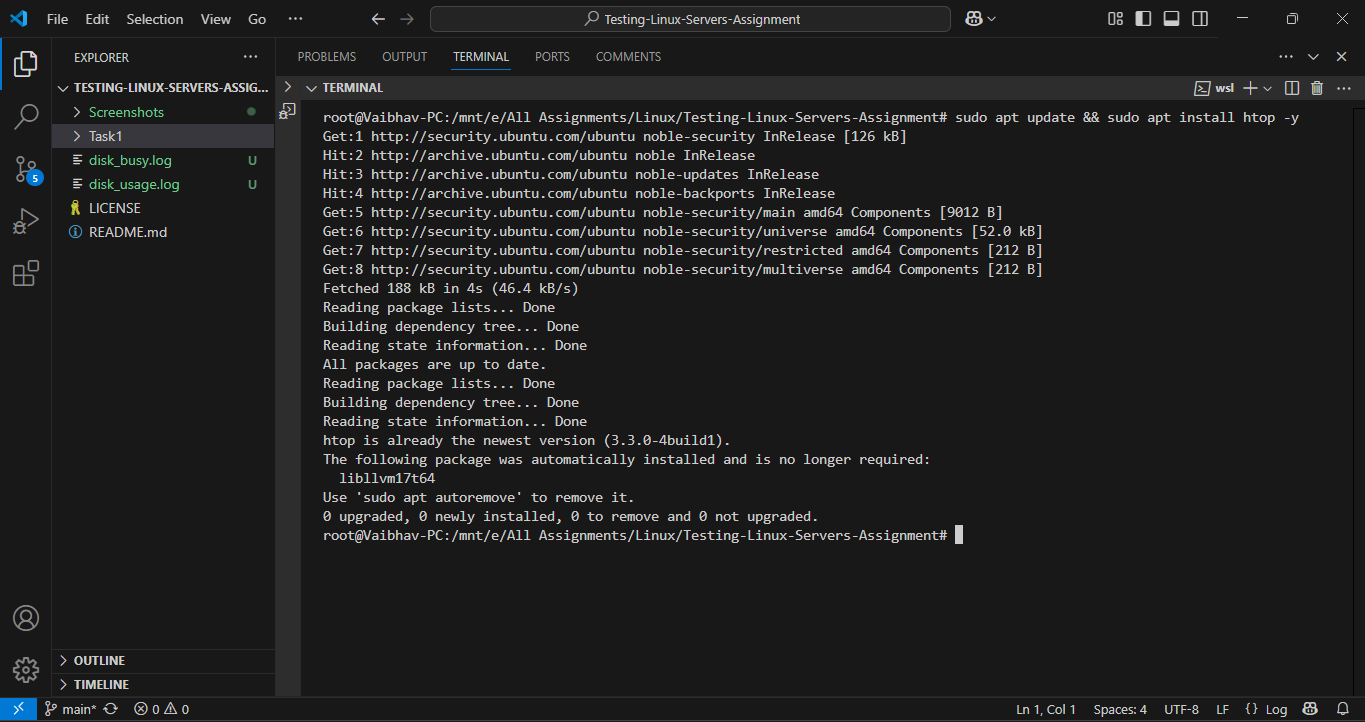 File Edit Selection View Go ··· Testing-Linux-Servers-Assignment
EXPLORER ···
TESTING-LINUX-SERVERS-ASSIG...
Screenshots
Task1
disk_busy.log U
disk_usage.log U
LICENSE
README.md
5
OUTLINE
TIMELINE
PROBLEMS OUTPUT TERMINAL PORTS COMMENTS ···
TERMINAL wsl ···
root@Vaibhav-PC:/mnt/e/All Assignments/Linux/Testing-Linux-Servers-Assignment# sudo apt update && sudo apt install htop -y
Get:1 http://security.ubuntu.com/ubuntu noble-security InRelease [126 kB]
Hit:2 http://archive.ubuntu.com/ubuntu noble InRelease
Hit:3 http://archive.ubuntu.com/ubuntu noble-updates InRelease
Hit:4 http://archive.ubuntu.com/ubuntu noble-backports InRelease
Get:5 http://security.ubuntu.com/ubuntu noble-security/main amd64 Components [9012 B]
Get:6 http://security.ubuntu.com/ubuntu noble-security/universe amd64 Components [52.0 kB]
Get:7 http://security.ubuntu.com/ubuntu noble-security/restricted amd64 Components [212 B]
Get:8 http://security.ubuntu.com/ubuntu noble-security/multiverse amd64 Components [212 B]
Fetched 188 kB in 4s (46.4 kB/s)
Reading package lists... Done
Building dependency tree... Done
Reading state information... Done
All packages are up to date.
Reading package lists... Done
Building dependency tree... Done
Reading state information... Done
htop is already the newest version (3.3.0-4build1).
The following package was automatically installed and is no longer required:
  libllvm17t64
Use 'sudo apt autoremove' to remove it.
0 upgraded, 0 newly installed, 0 to remove and 0 not upgraded.
root@Vaibhav-PC:/mnt/e/All Assignments/Linux/Testing-Linux-Servers-Assignment#
main* 0 0 Ln 1, Col 1 Spaces: 4 UTF-8 LF {} Log